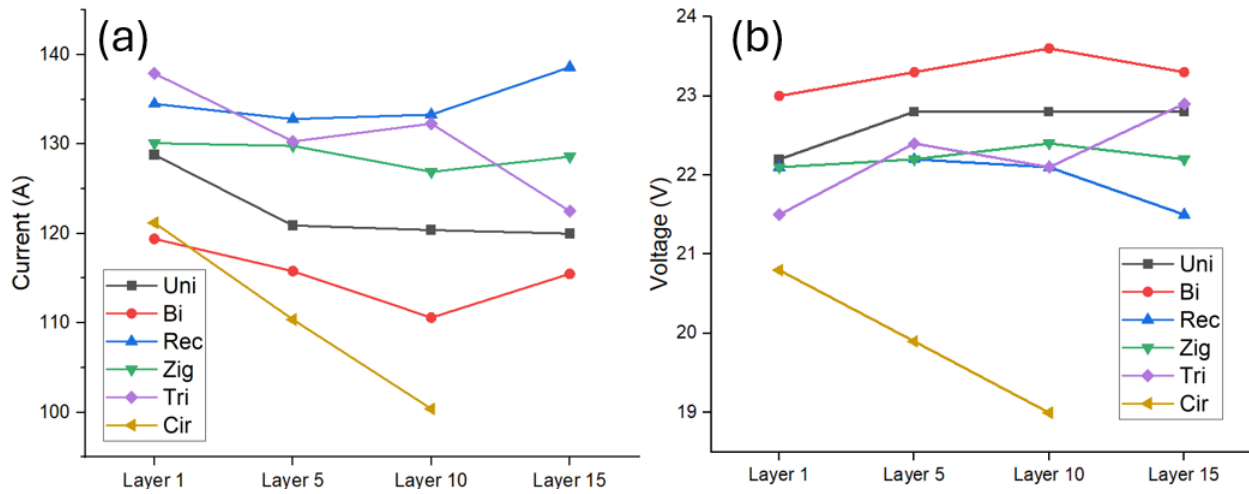 (a)
Current (A)
140
130
120
110
100
Uni
Bi
Rec
Zig
Tri
Cir
Layer 1
Layer 5
Layer 10
Layer 15
(b)
Voltage (V)
24
23
22
21
20
19
Uni
Bi
Rec
Zig
Tri
Cir
Layer 1
Layer 5
Layer 10
Layer 15